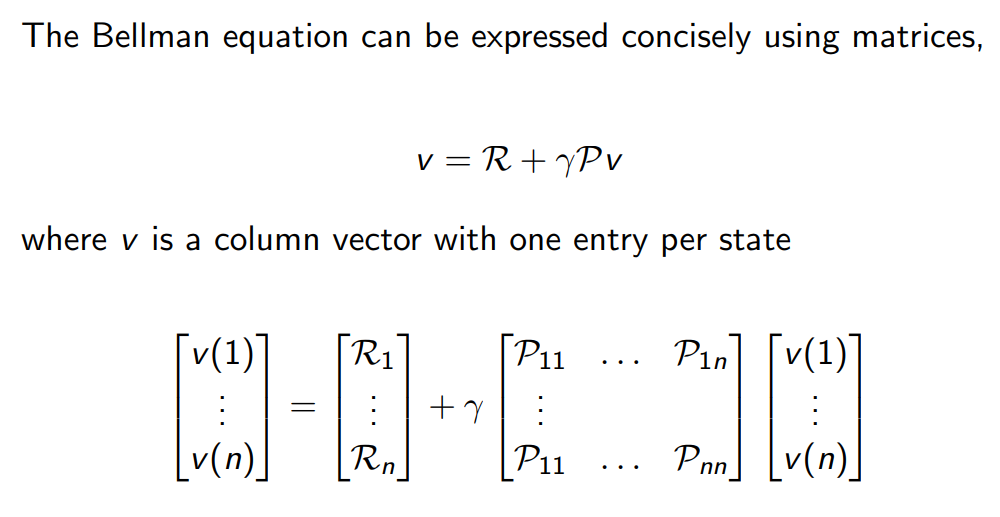 The Bellman equation can be expressed concisely using matrices,
v = ℛ + γ𝒫v
where v is a column vector with one entry per state
[v(1) ⋮ v(n)] = [ℛ₁ ⋮ ℛₙ] + γ [𝒫₁₁ … 𝒫₁ₙ ⋮ 𝒫₁₁ … 𝒫ₙₙ] [v(1) ⋮ v(n)]